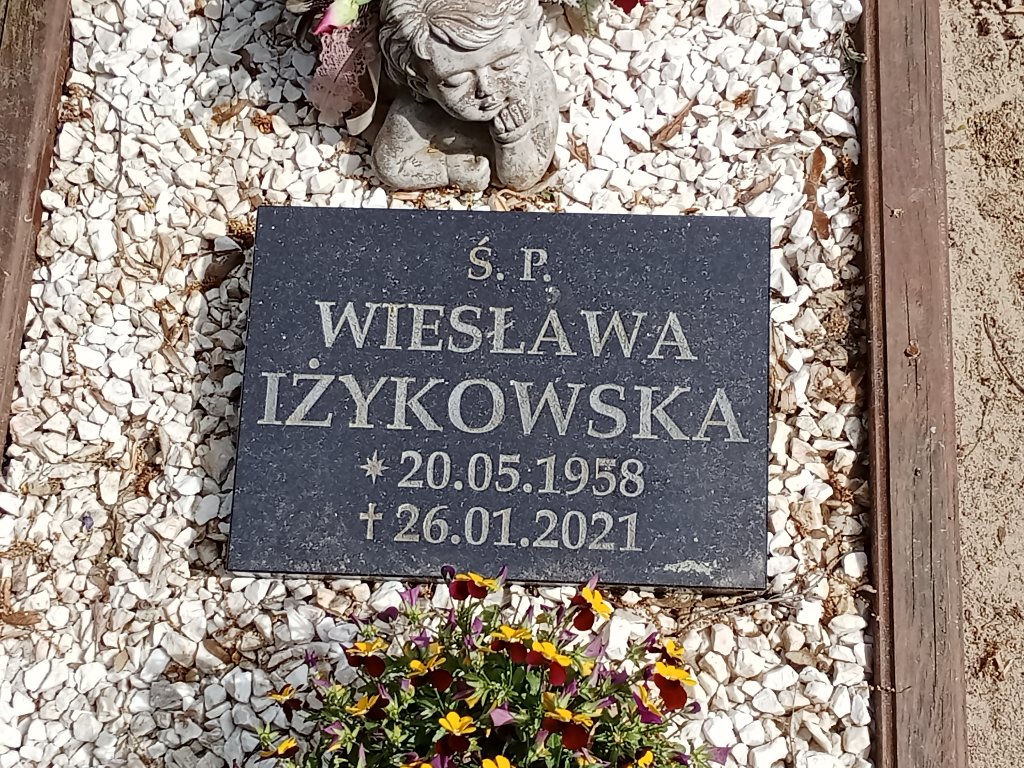 Ś. P.
WIESŁAWA
IŻYKOWSKA
* 20.05.1958
† 26.01.2021